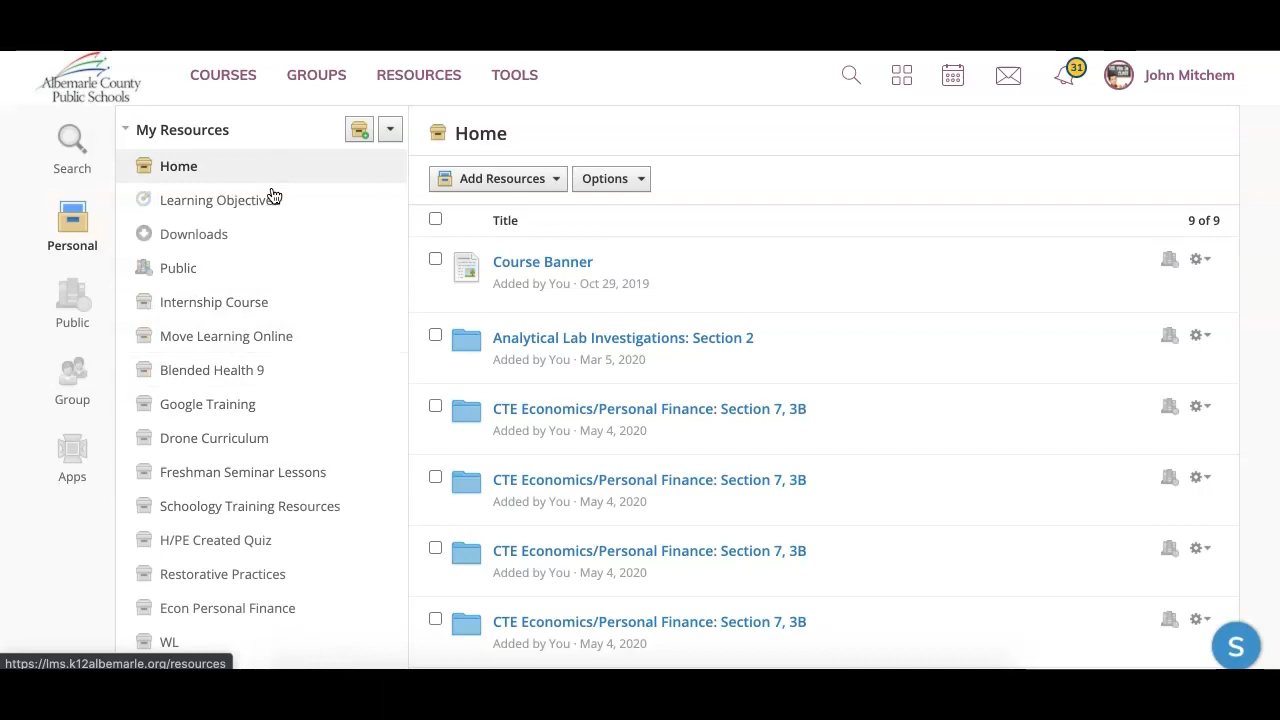 Albemarle County
Public Schools
COURSES
GROUPS
RESOURCES
TOOLS
31
John Mitchem
Search
Personal
Public
Group
Apps
My Resources
Home
Learning Objective
Downloads
Public
Internship Course
Move Learning Online
Blended Health 9
Google Training
Drone Curriculum
Freshman Seminar Lessons
Schoology Training Resources
H/PE Created Quiz
Restorative Practices
Econ Personal Finance
WL
https://lms.k12albemarle.org/resources
Home
Add Resources
Options
Title
9 of 9
Course Banner
Added by You · Oct 29, 2019
Analytical Lab Investigations: Section 2
Added by You · Mar 5, 2020
CTE Economics/Personal Finance: Section 7, 3B
Added by You · May 4, 2020
CTE Economics/Personal Finance: Section 7, 3B
Added by You · May 4, 2020
CTE Economics/Personal Finance: Section 7, 3B
Added by You · May 4, 2020
CTE Economics/Personal Finance: Section 7, 3B
Added by You · May 4, 2020
S